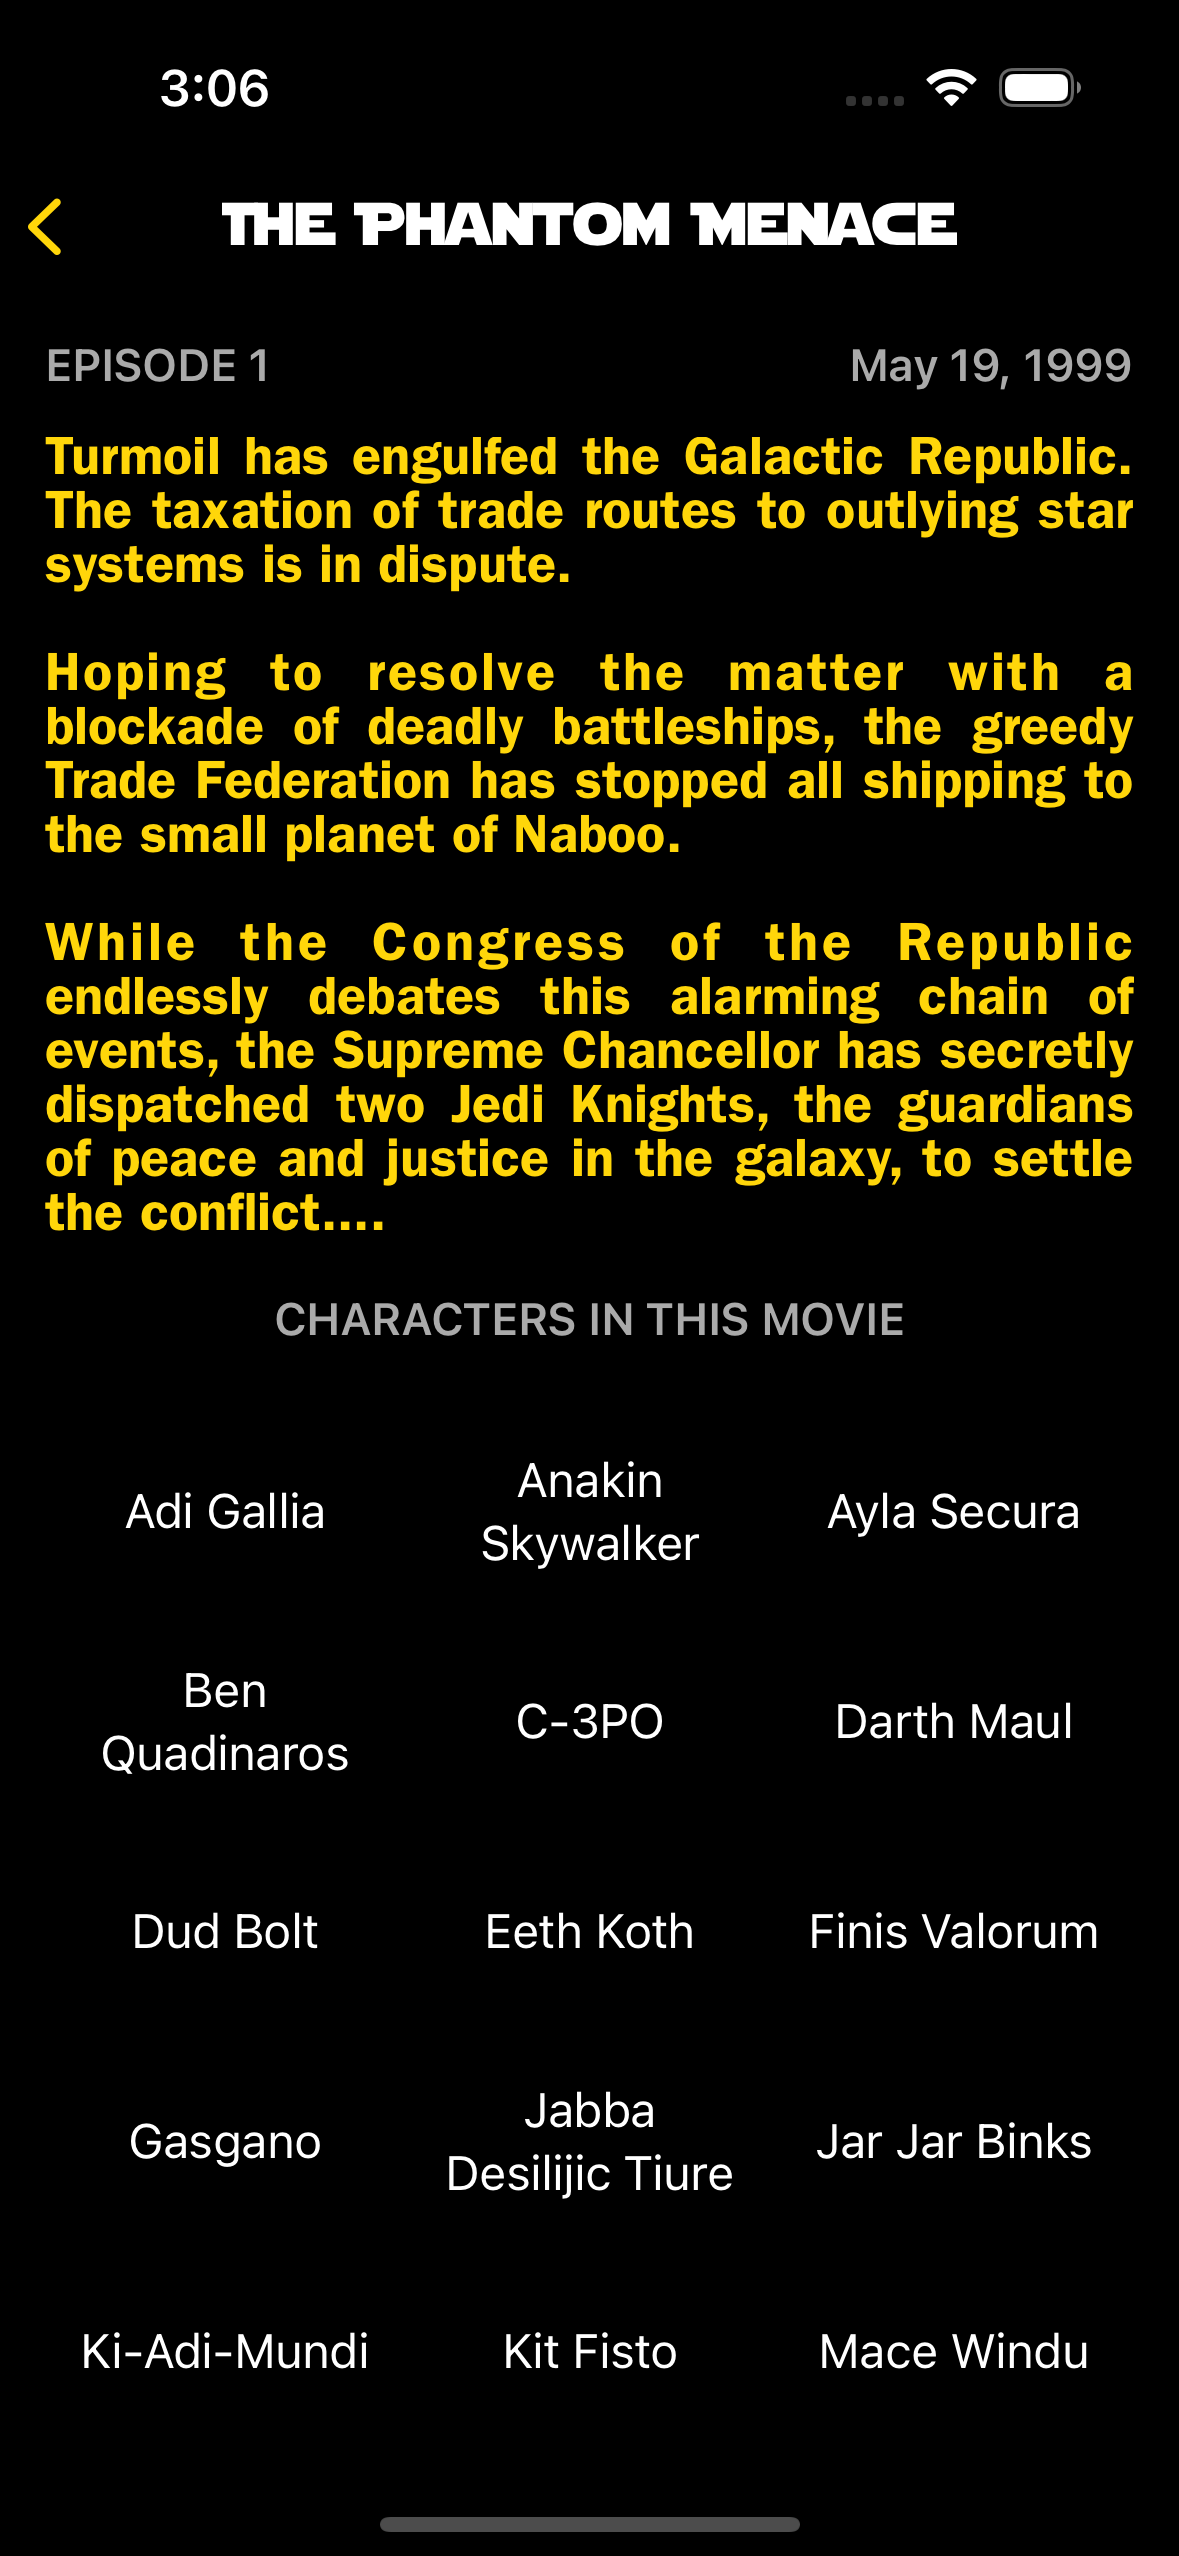 3:06
THE PHANTOM MENACE
EPISODE 1
May 19, 1999
Turmoil has engulfed the Galactic Republic.
The taxation of trade routes to outlying star
systems is in dispute.
Hoping to resolve the matter with a
blockade of deadly battleships, the greedy
Trade Federation has stopped all shipping to
the small planet of Naboo.
While the Congress of the Republic
endlessly debates this alarming chain of
events, the Supreme Chancellor has secretly
dispatched two Jedi Knights, the guardians
of peace and justice in the galaxy, to settle
the conflict....
CHARACTERS IN THIS MOVIE
Adi Gallia
Anakin
Skywalker
Ayla Secura
Ben
Quadinaros
C-3PO
Darth Maul
Dud Bolt
Eeth Koth
Finis Valorum
Gasgano
Jabba
Desilijic Tiure
Jar Jar Binks
Ki-Adi-Mundi
Kit Fisto
Mace Windu